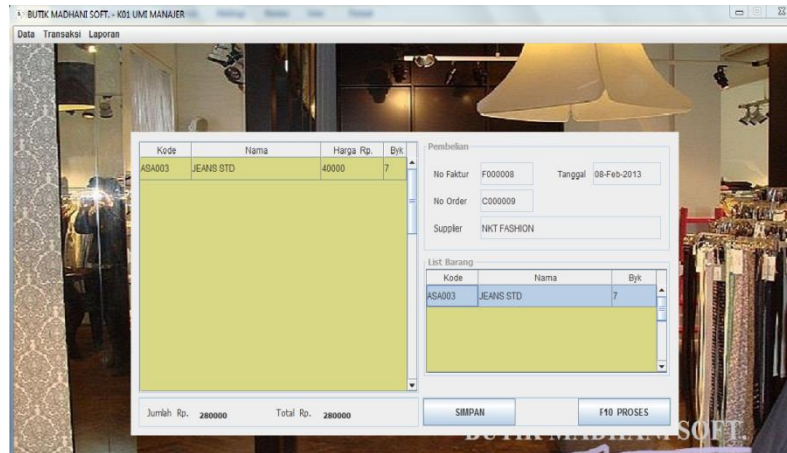 BUTIK MADHANI SOFT. - K01 UMI MANAJER
Data Transaksi Laporan
Kode Nama Harga Rp. Byk
ASA003 JEANS STD 40000 7
Jumlah Rp. 280000 Total Rp. 280000
Pembelian
No Faktur F000008 Tanggal 08-Feb-2013
No Order C000009
Supplier NKT FASHION
List Barang
Kode Nama Byk
ASA003 JEANS STD 7
SIMPAN F10 PROSES
BUTIK MADHANI SOFT.